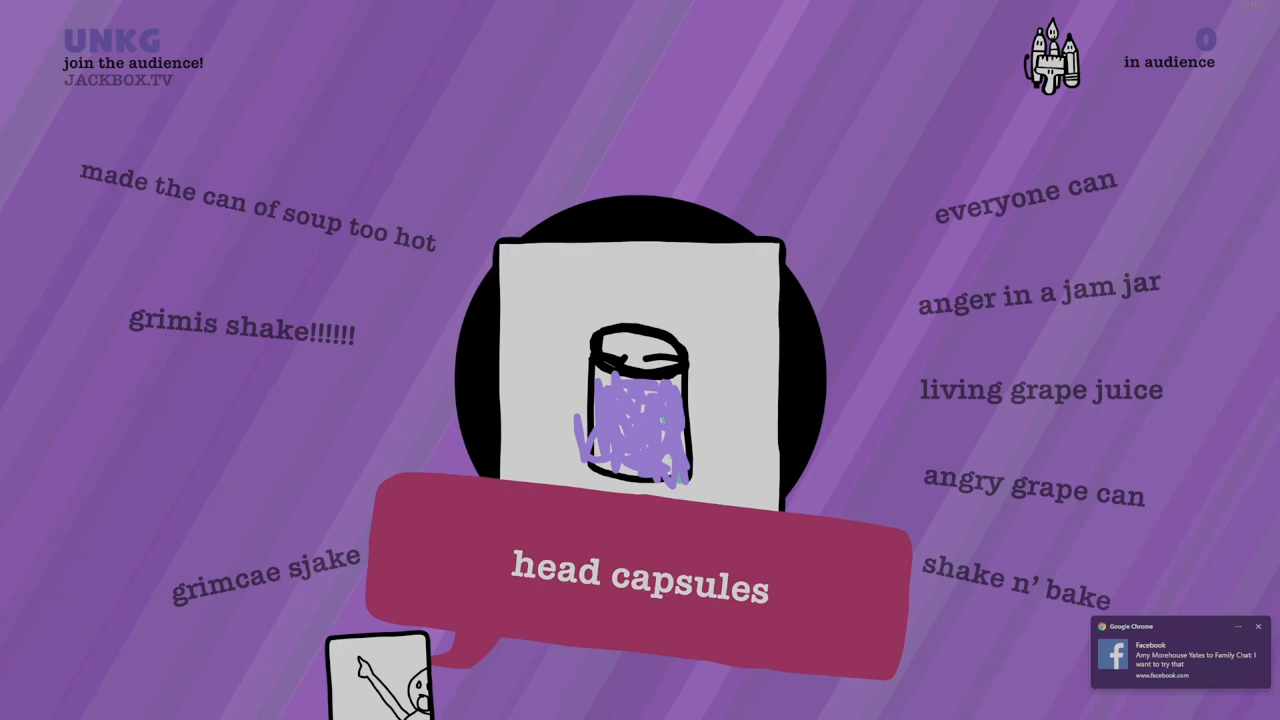 UNKG
join the audience!
JACKBOX.TV
0
in audience
made the can of soup too hot
everyone can
grimis shake!!!!!!
anger in a jam jar
living grape juice
angry grape can
grimcae sjake
head capsules
shake n' bake
Google Chrome
Facebook
Amy Morehouse Yates to Family Chat: I
want to try that
www.facebook.com